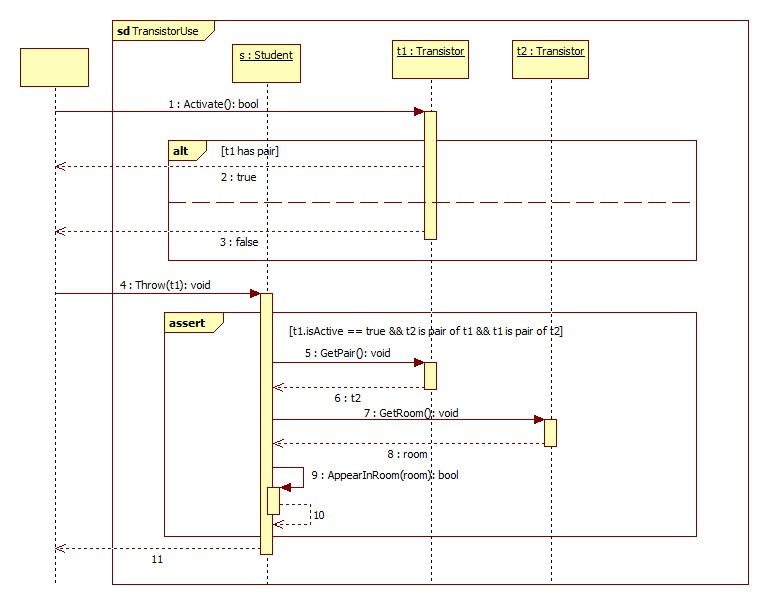 sd TransistorUse
s : Student
t1 : Transistor
t2 : Transistor
1 : Activate(): bool
alt
[t1 has pair]
2 : true
3 : false
4 : Throw(t1): void
assert
[t1.isActive == true && t2 is pair of t1 && t1 is pair of t2]
5 : GetPair(): void
6 : t2
7 : GetRoom(): void
8 : room
9 : AppearInRoom(room): bool
10
11